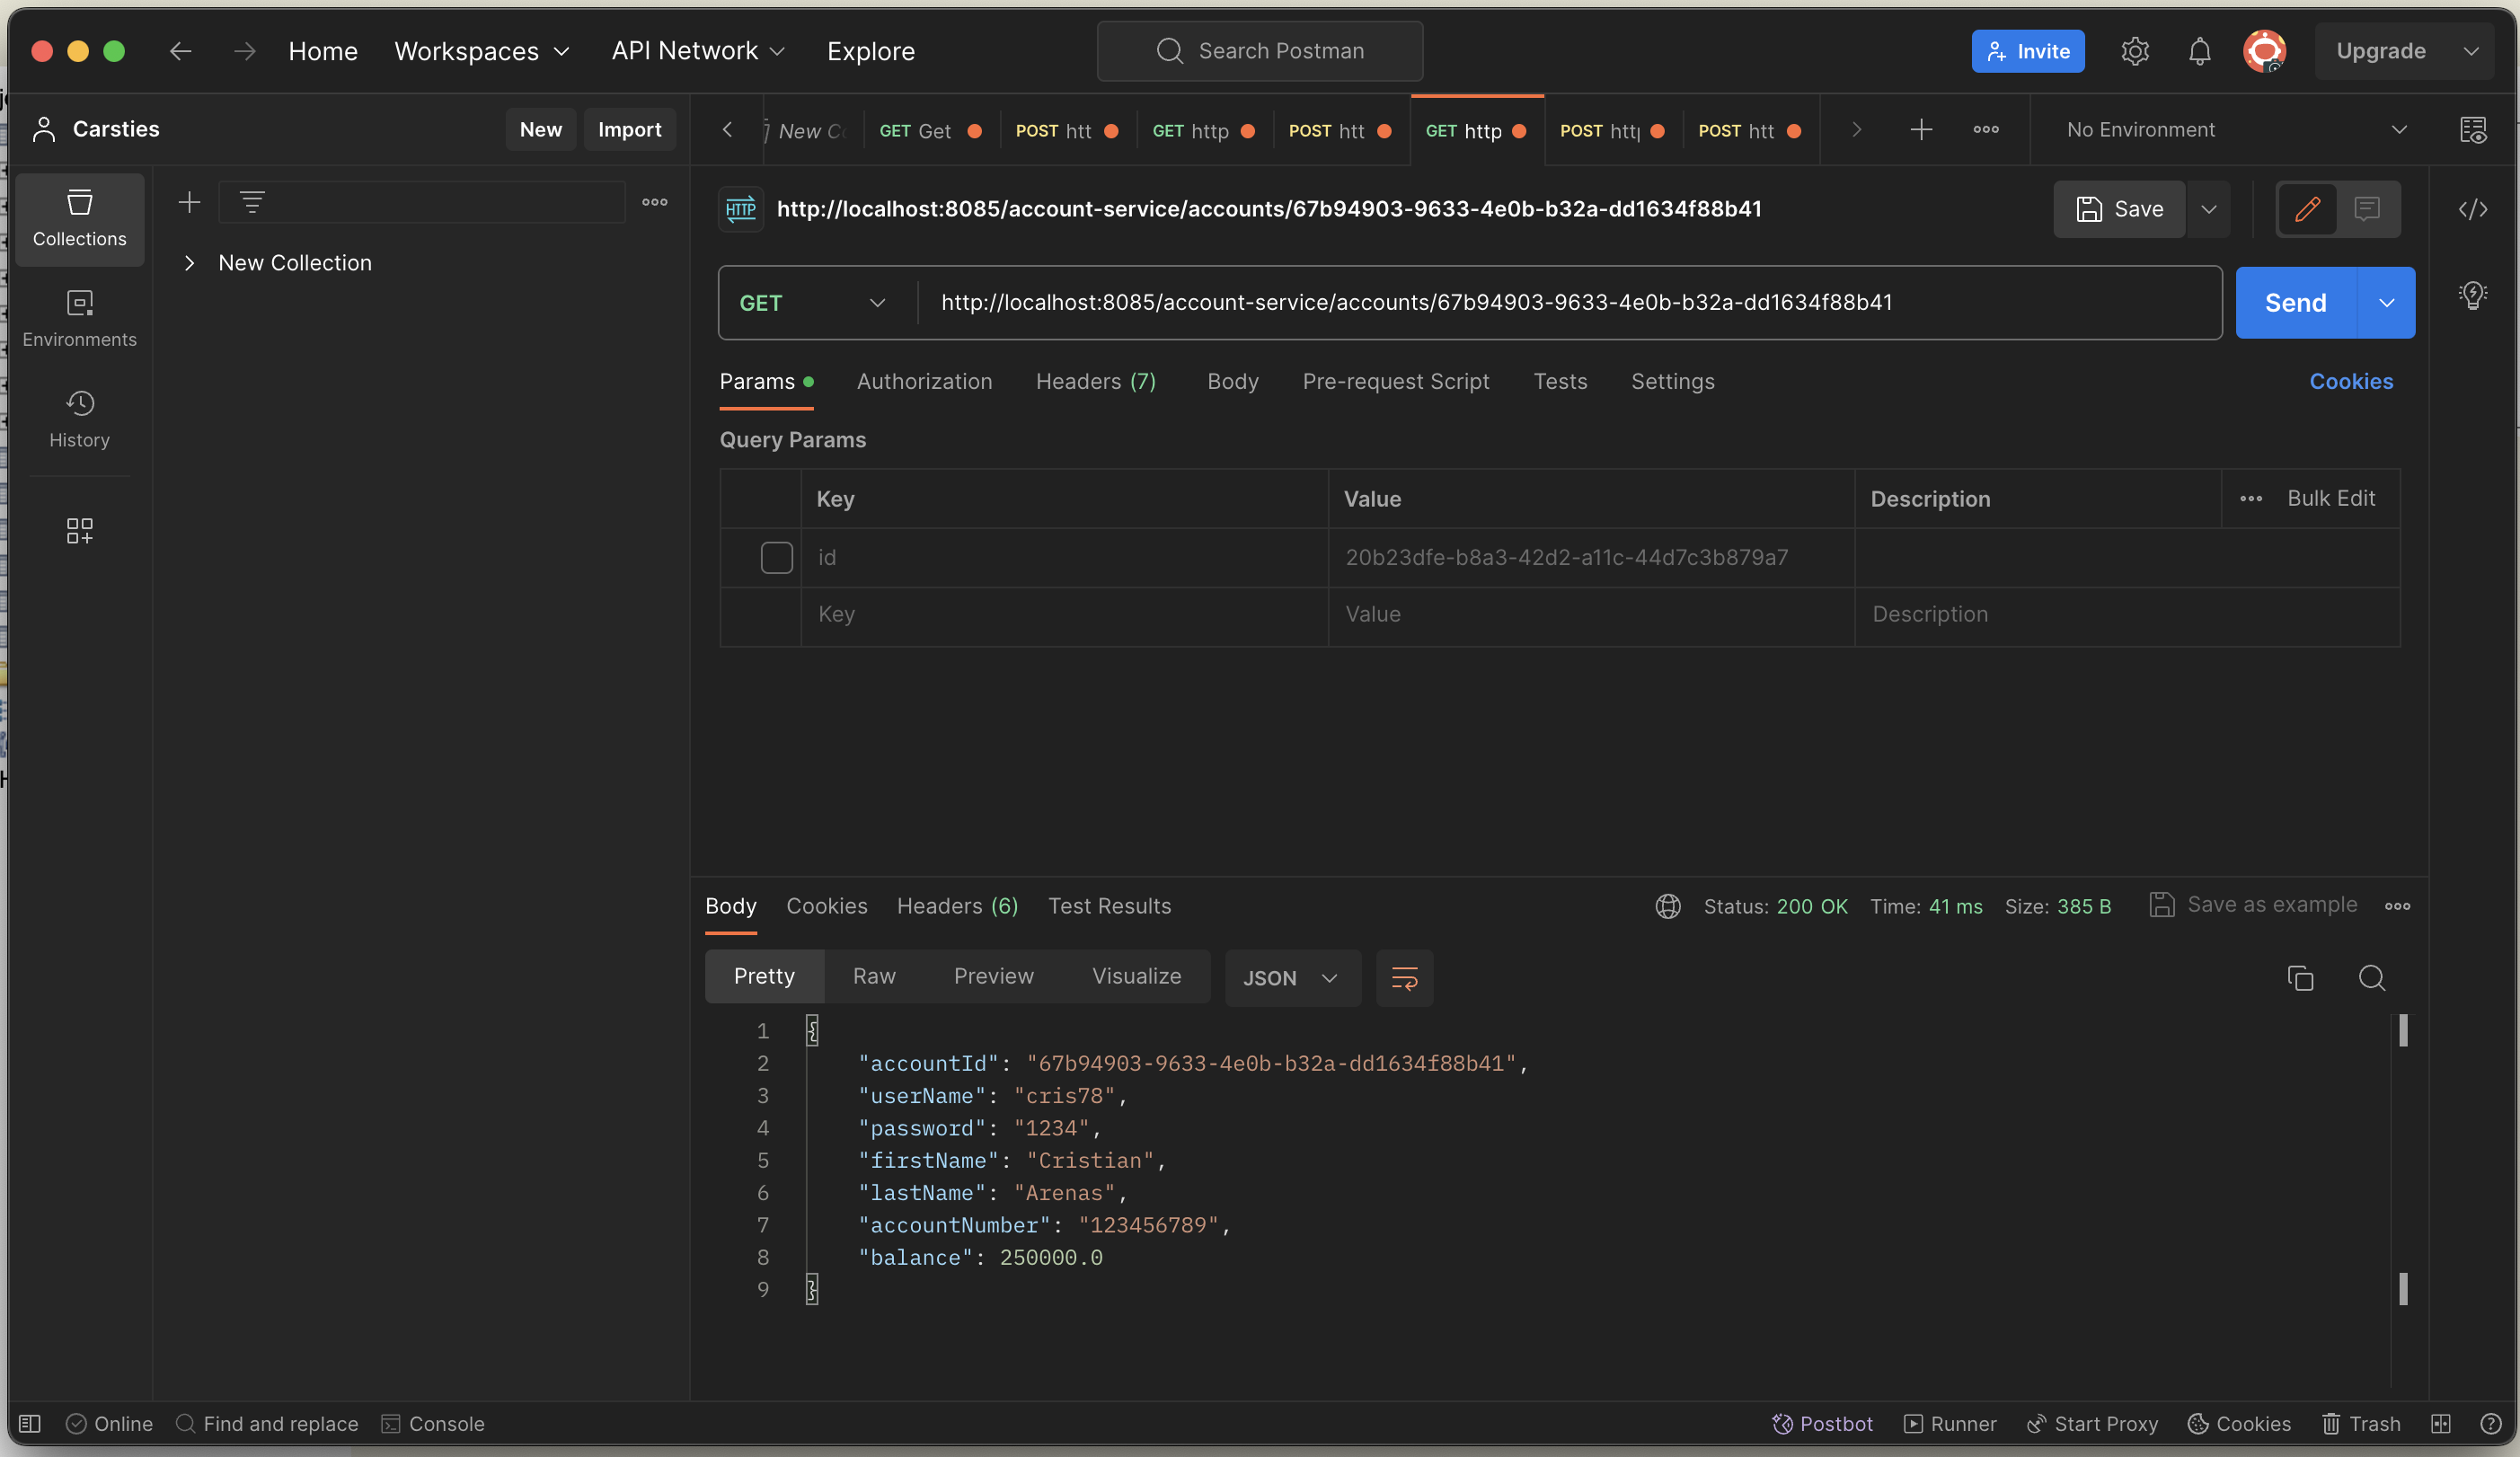 Home Workspaces API Network Explore Search Postman Invite Upgrade
Carsties New Import
New GET Get POST htt GET http POST htt GET http POST htt POST htt No Environment
Collections
Environments
History
New Collection
HTTP http://localhost:8085/account-service/accounts/67b94903-9633-4e0b-b32a-dd1634f88b41 Save
GET http://localhost:8085/account-service/accounts/67b94903-9633-4e0b-b32a-dd1634f88b41 Send
Params Authorization Headers (7) Body Pre-request Script Tests Settings Cookies
Query Params
Key Value Description Bulk Edit
id 20b23dfe-b8a3-42d2-a11c-44d7c3b879a7
Key Value Description
Body Cookies Headers (6) Test Results Status: 200 OK Time: 41 ms Size: 385 B Save as example
Pretty Raw Preview Visualize JSON
1 {
2 "accountId": "67b94903-9633-4e0b-b32a-dd1634f88b41",
3 "userName": "cris78",
4 "password": "1234",
5 "firstName": "Cristian",
6 "lastName": "Arenas",
7 "accountNumber": "123456789",
8 "balance": 250000.0
9 }
Online Find and replace Console Postbot Runner Start Proxy Cookies Trash